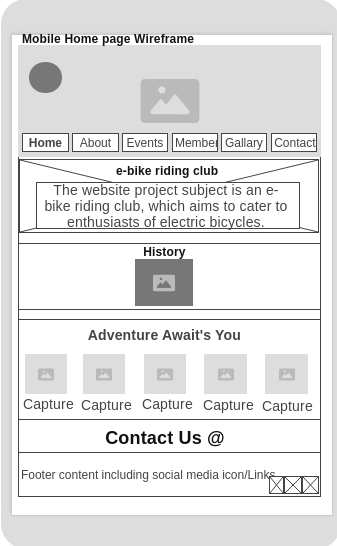 Mobile Home page Wireframe
Home About Events Member Gallary Contact
e-bike riding club
The website project subject is an e-
bike riding club, which aims to cater to
enthusiasts of electric bicycles.
History
Adventure Await's You
Capture Capture Capture Capture Capture
Contact Us @
Footer content including social media icon/Links